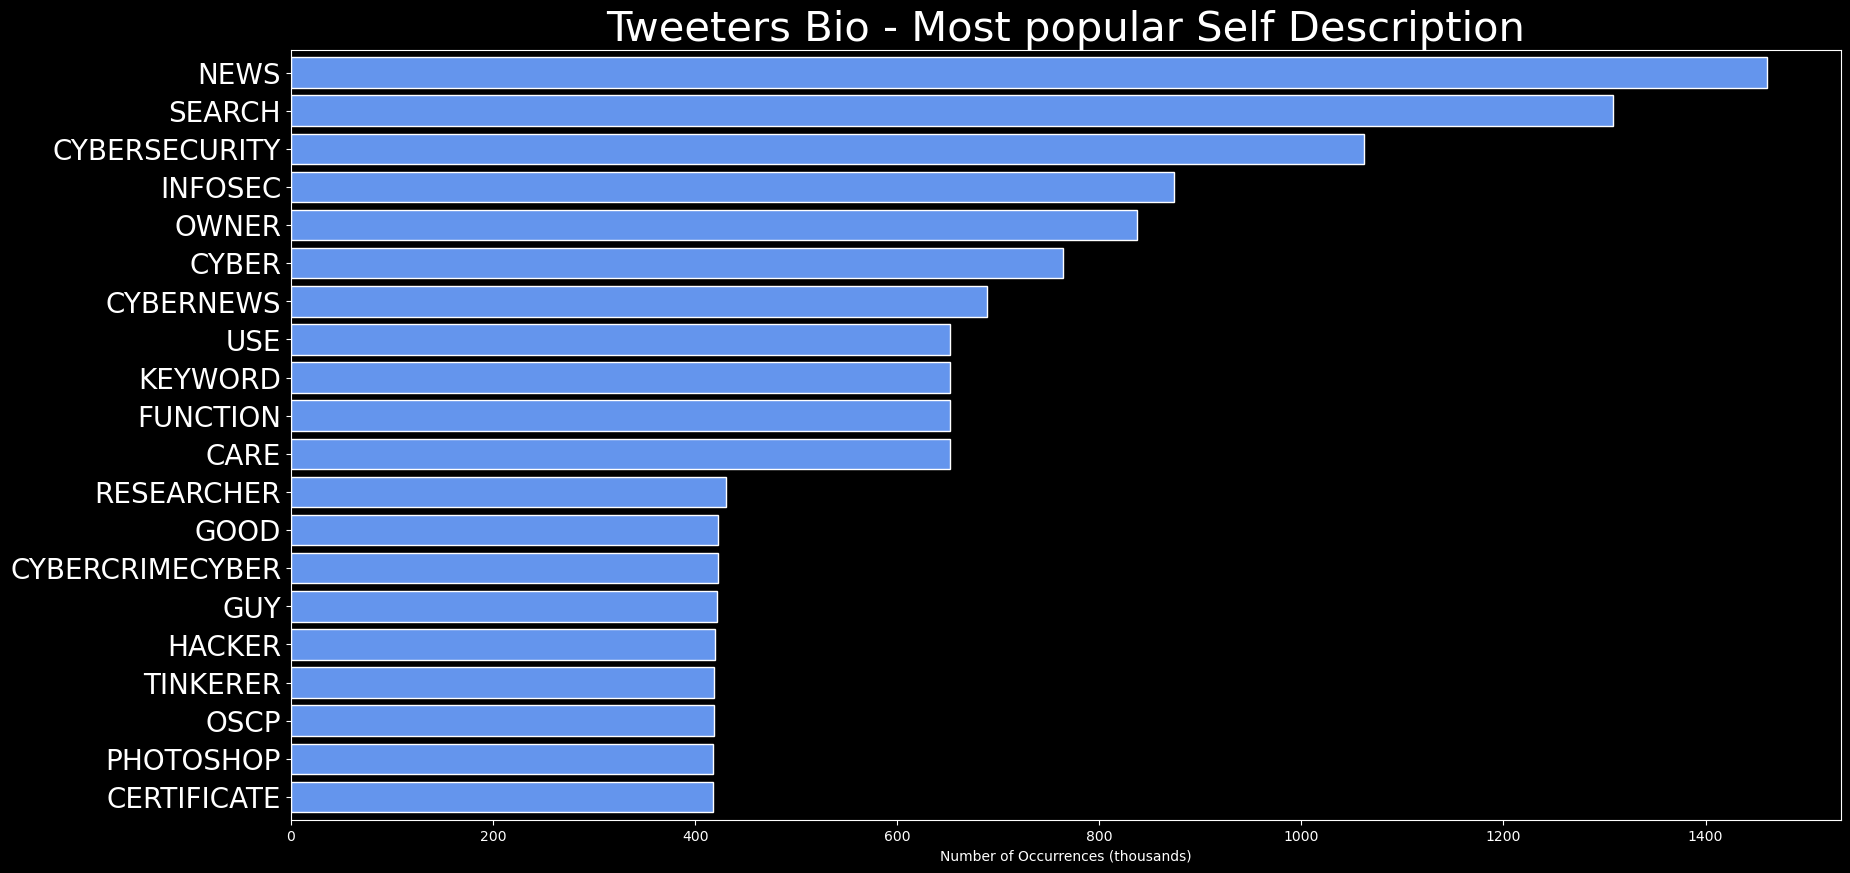 Tweeters Bio - Most popular Self Description
NEWS
SEARCH
CYBERSECURITY
INFOSEC
OWNER
CYBER
CYBERNEWS
USE
KEYWORD
FUNCTION
CARE
RESEARCHER
GOOD
CYBERCRIMECYBER
GUY
HACKER
TINKERER
OSCP
PHOTOSHOP
CERTIFICATE
0 200 400 600 800 1000 1200 1400
Number of Occurrences (thousands)